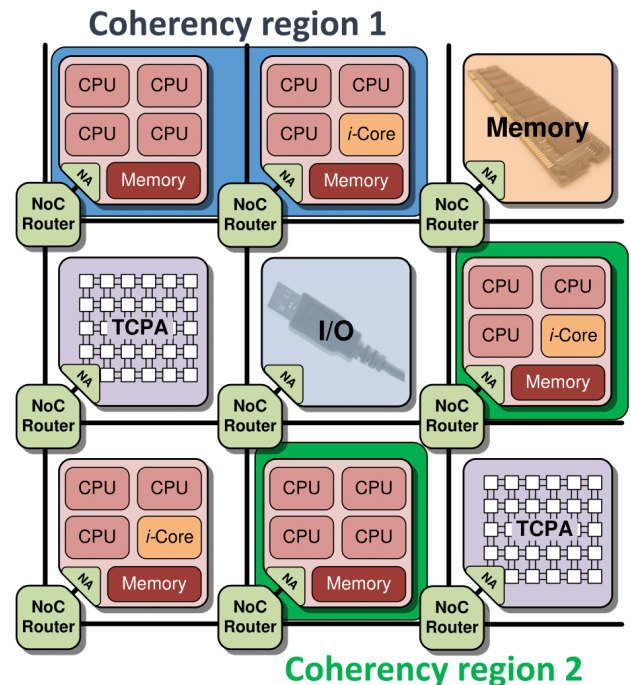 Coherency region 1
CPU CPU
CPU CPU
NA Memory
NoC
Router
CPU CPU
CPU i-Core
NA Memory
NoC
Router
Memory
NA
NoC
Router
TCPA
NA
NoC
Router
I/O
NA
NoC
Router
CPU CPU
CPU i-Core
NA Memory
NoC
Router
CPU CPU
CPU i-Core
NA Memory
NoC
Router
CPU CPU
CPU CPU
NA Memory
NoC
Router
TCPA
NA
NoC
Router
Coherency region 2